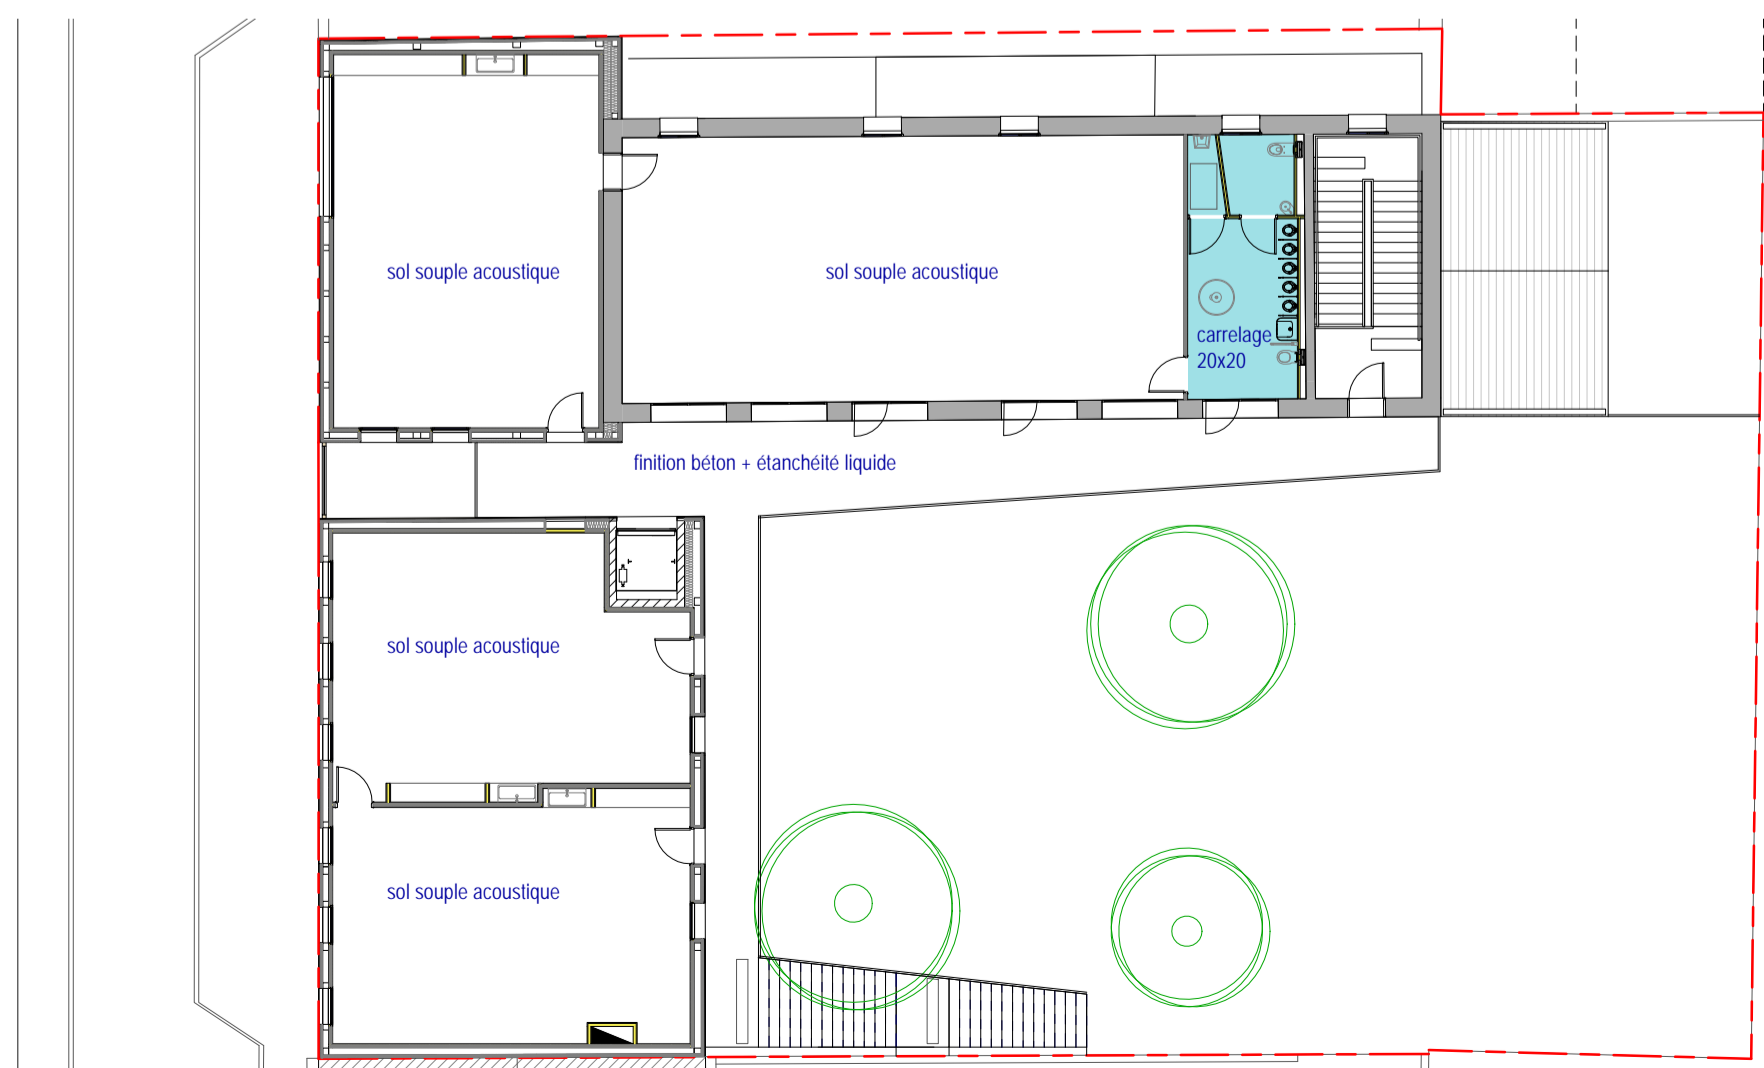 sol souple acoustique
sol souple acoustique
carrelage
20x20
finition béton + étanchéité liquide
sol souple acoustique
sol souple acoustique